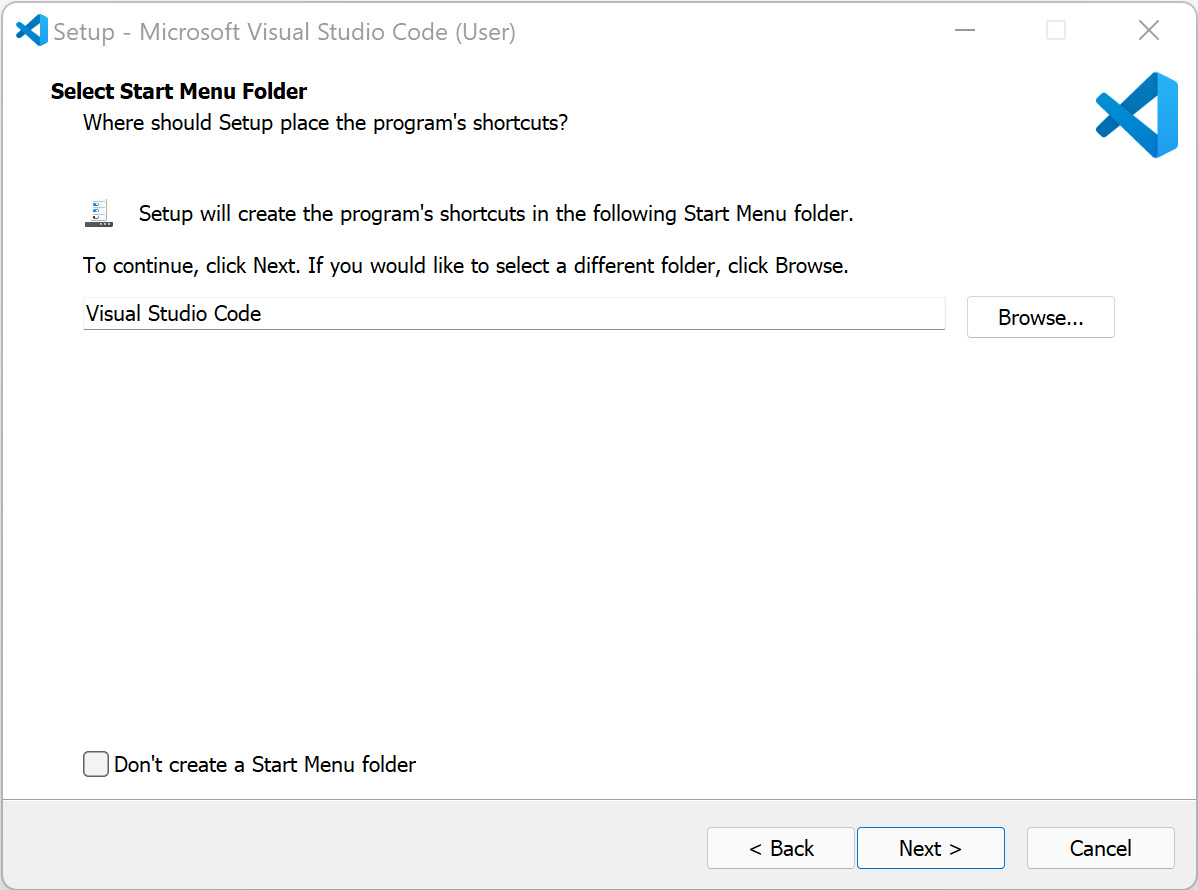 Setup - Microsoft Visual Studio Code (User)
Select Start Menu Folder
Where should Setup place the program's shortcuts?
Setup will create the program's shortcuts in the following Start Menu folder.
To continue, click Next. If you would like to select a different folder, click Browse.
Visual Studio Code
Browse...
Don't create a Start Menu folder
< Back
Next >
Cancel